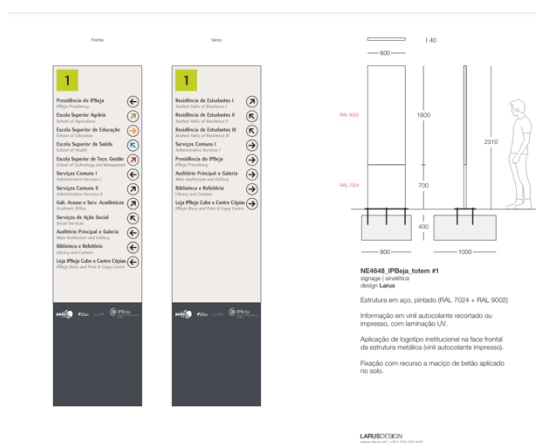 Frente
Verso
1
Presidência do IPBeja
IPBeja Presidency
Escola Superior Agrária
School of Agriculture
Escola Superior de Educação
School of Education
Escola Superior de Saúde
School of Health
Escola Superior de Tecn. Gestão
School of Technology and Management
Serviços Comuns I
Administrative Services I
Serviços Comuns II
Administrative Services II
Gab. Acesso e Serv. Académicos
Academic Office
Serviços de Ação Social
Social Services
Auditório Principal e Galeria
Main Auditorium and Gallery
Biblioteca e Refeitório
Library and Canteen
Loja IPBeja Cubo e Centro Cópias
IPBeja Store and Print & Copy Centre
1
Residência de Estudantes I
Student Halls of Residence I
Residência de Estudantes II
Student Halls of Residence II
Residência de Estudantes III
Student Halls of Residence III
Serviços Comuns I
Administrative Services I
Presidência do IPBeja
IPBeja Presidency
Auditório Principal e Galeria
Main Auditorium and Gallery
Biblioteca e Refeitório
Library and Canteen
Loja IPBeja Cubo e Centro Cópias
IPBeja Store and Print & Copy Centre
140
600
RAL 9002
1600
2310
RAL 7024
700
400
800
1000
NE4648_IPBeja_totem #1
signage | sinalética
design Larus
Estrutura em aço, pintado (RAL 7024 + RAL 9002)
Informação em vinil autocolante recortado ou
impresso, com laminação UV.
Aplicação de logotipo institucional na face frontal
da estrutura metálica (vinil autocolante impresso).
Fixação com recurso a maciço de betão aplicado
no solo.
LARUSDESIGN